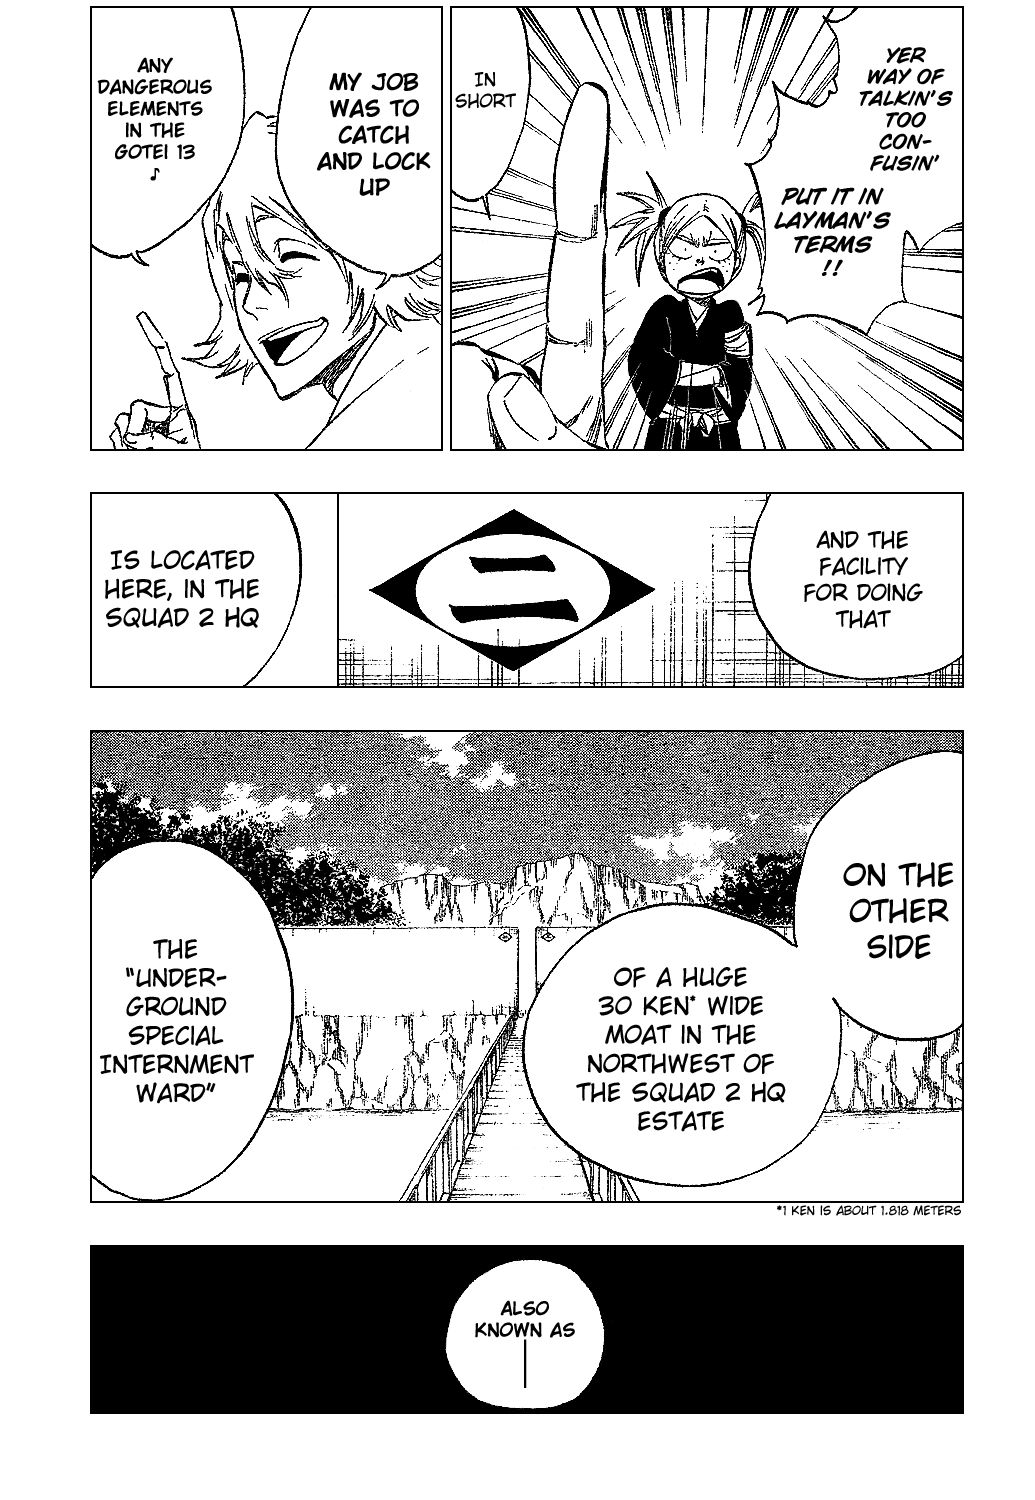 YER
WAY OF
TALKIN'S
TOO
CON-
FUSIN'
PUT IT IN
LAYMAN'S
TERMS
!!
IN
SHORT
MY JOB
WAS TO
CATCH
AND LOCK
UP
ANY
DANGEROUS
ELEMENTS
IN THE
GOTEI 13
♪
AND THE
FACILITY
FOR DOING
THAT
二
IS LOCATED
HERE, IN THE
SQUAD 2 HQ
ON THE
OTHER
SIDE
OF A HUGE
30 KEN* WIDE
MOAT IN THE
NORTHWEST OF
THE SQUAD 2 HQ
ESTATE
THE
"UNDER-
GROUND
SPECIAL
INTERNMENT
WARD"
*1 KEN IS ABOUT 1.818 METERS
ALSO
KNOWN AS
—